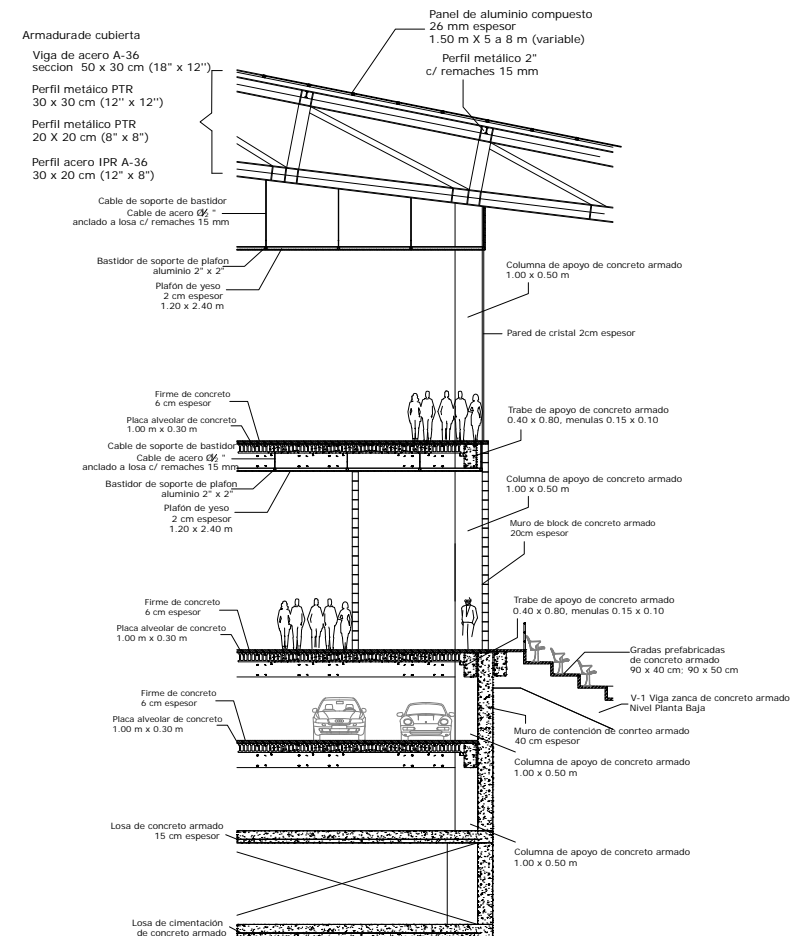 Panel de aluminio compuesto
26 mm espesor
1.50 m X 5 a 8 m (variable)
Armadurade cubierta
Viga de acero A-36
seccion 50 x 30 cm (18" x 12'')
Perfil metálico 2"
c/ remaches 15 mm
Perfil metáico PTR
30 x 30 cm (12'' x 12'')
Perfil metálico PTR
20 X 20 cm (8" x 8")
Perfil acero IPR A-36
30 x 20 cm (12" x 8")
Cable de soporte de bastidor
Cable de acero Ø½ "
anclado a losa c/ remaches 15 mm
Bastidor de soporte de plafon
aluminio 2" x 2"
Plafón de yeso
2 cm espesor
1.20 x 2.40 m
Columna de apoyo de concreto armado
1.00 x 0.50 m
Pared de cristal 2cm espesor
Firme de concreto
6 cm espesor
Placa alveolar de concreto
1.00 m x 0.30 m
Trabe de apoyo de concreto armado
0.40 x 0.80, menulas 0.15 x 0.10
Cable de soporte de bastidor
Cable de acero Ø½ "
anclado a losa c/ remaches 15 mm
Bastidor de soporte de plafon
aluminio 2" x 2"
Plafón de yeso
2 cm espesor
1.20 x 2.40 m
Columna de apoyo de concreto armado
1.00 x 0.50 m
Muro de block de concreto armado
20cm espesor
Firme de concreto
6 cm espesor
Placa alveolar de concreto
1.00 m x 0.30 m
Trabe de apoyo de concreto armado
0.40 x 0.80, menulas 0.15 x 0.10
Gradas prefabricadas
de concreto armado
90 x 40 cm; 90 x 50 cm
Firme de concreto
6 cm espesor
Placa alveolar de concreto
1.00 m x 0.30 m
V-1 Viga zanca de concreto armado
Nivel Planta Baja
Muro de contención de conrteo armado
40 cm espesor
Columna de apoyo de concreto armado
1.00 x 0.50 m
Losa de concreto armado
15 cm espesor
Columna de apoyo de concreto armado
1.00 x 0.50 m
Losa de cimentación
de concreto armado